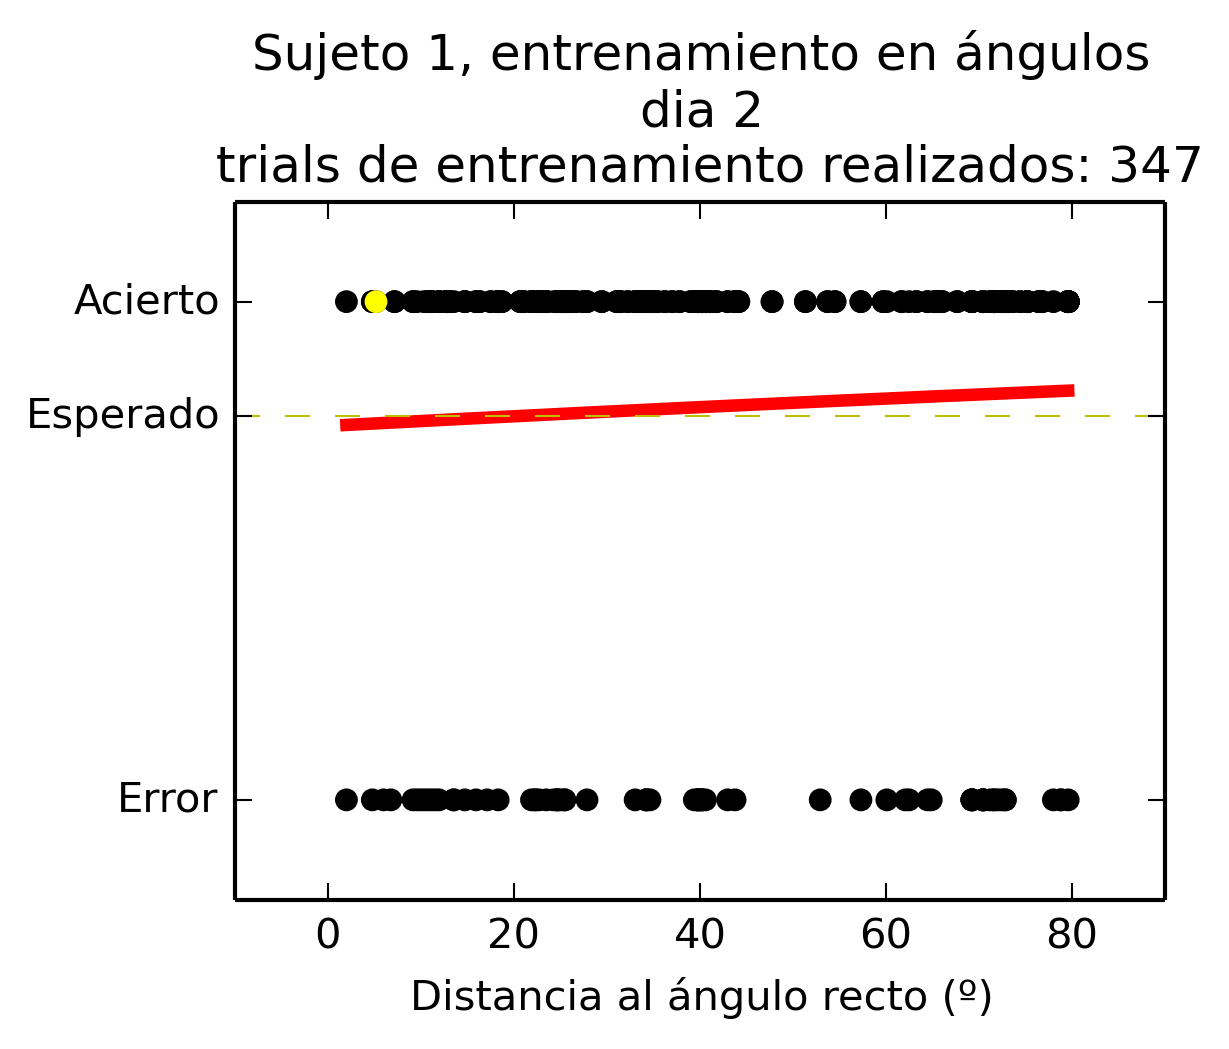 Sujeto 1, entrenamiento en ángulos
dia 2
trials de entrenamiento realizados: 347
Acierto
Esperado
Error
0 20 40 60 80
Distancia al ángulo recto (º)